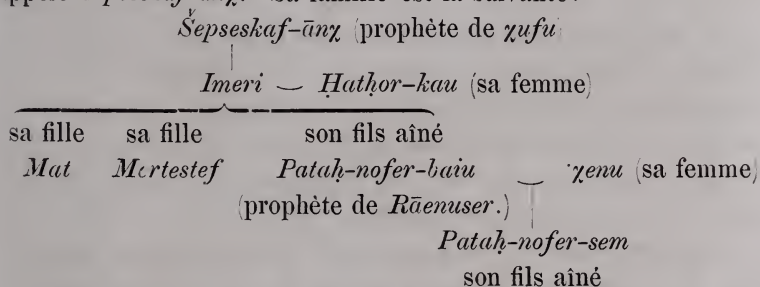 Šepseskaf-ānχ (prophète de χufu)
Imeri — Ḥatḥor-kau (sa femme)
sa fille sa fille son fils aîné
Mat Mertestef Pataḥ-nofer-baiu — χenu (sa femme)
(prophète de Rāenuser.)
Pataḥ-nofer-sem
son fils aîné